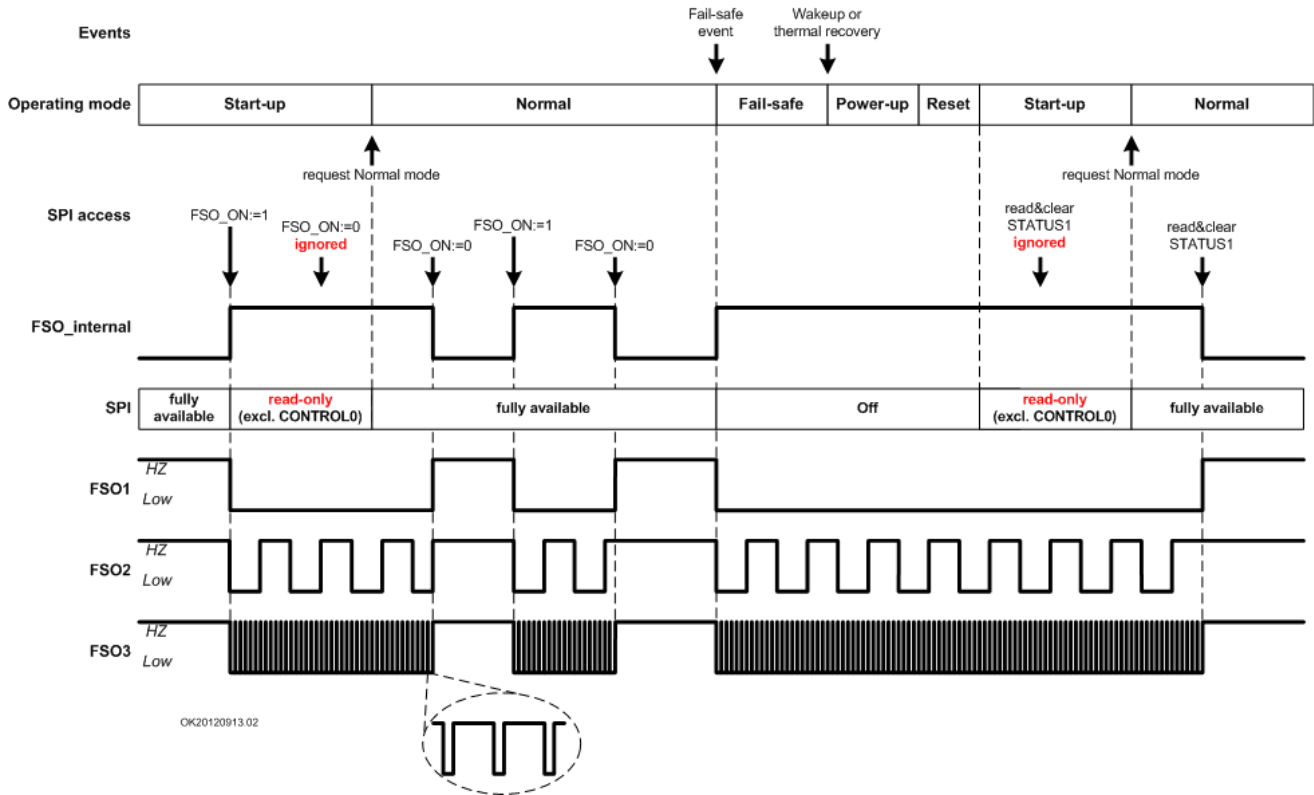 Events
Fail-safe
event
Wakeup or
thermal recovery
Operating mode
Start-up
Normal
Fail-safe
Power-up
Reset
Start-up
Normal
request Normal mode
request Normal mode
SPI access
FSO_ON:=1
FSO_ON:=0
ignored
FSO_ON:=0
FSO_ON:=1
FSO_ON:=0
read&clear
STATUS1
ignored
read&clear
STATUS1
FSO_internal
SPI
fully
available
read-only
(excl. CONTROL0)
fully available
Off
read-only
(excl. CONTROL0)
fully available
FSO1
HZ
Low
FSO2
HZ
Low
FSO3
HZ
Low
OK20120913.02